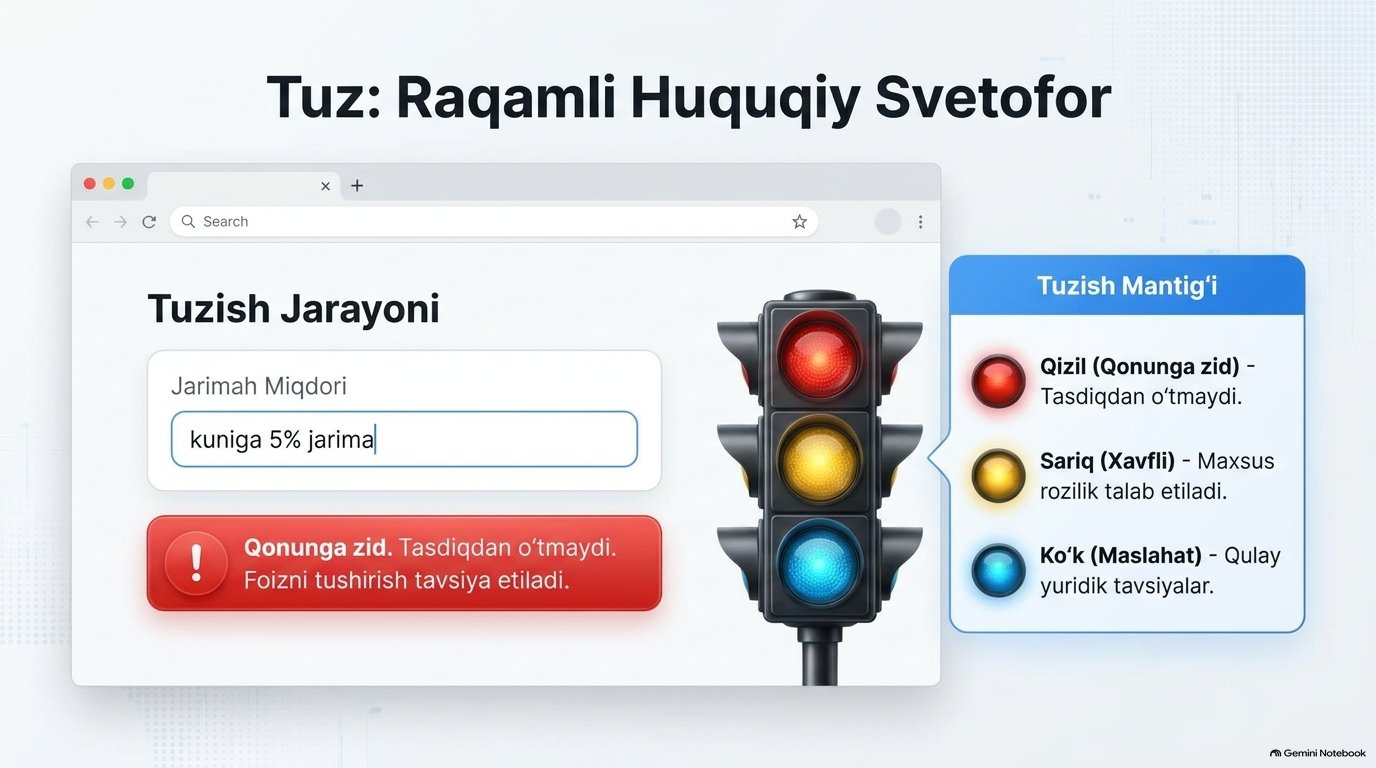 Tuz: Raqamli Huquqiy Svetofor
Search
Tuzish Jarayoni
Jarimah Miqdori
kuniga 5% jarima
Qonunga zid. Tasdiqdan oʻtmaydi.
Foizni tushirish tavsiya etiladi.
Tuzish Mantigʻi
Qizil (Qonunga zid) -
Tasdiqdan oʻtmaydi.
Sariq (Xavfli) - Maxsus
rozilik talab etiladi.
Koʻk (Maslahat) - Qulay
yuridik tavsiyalar.
Gemini Notebook